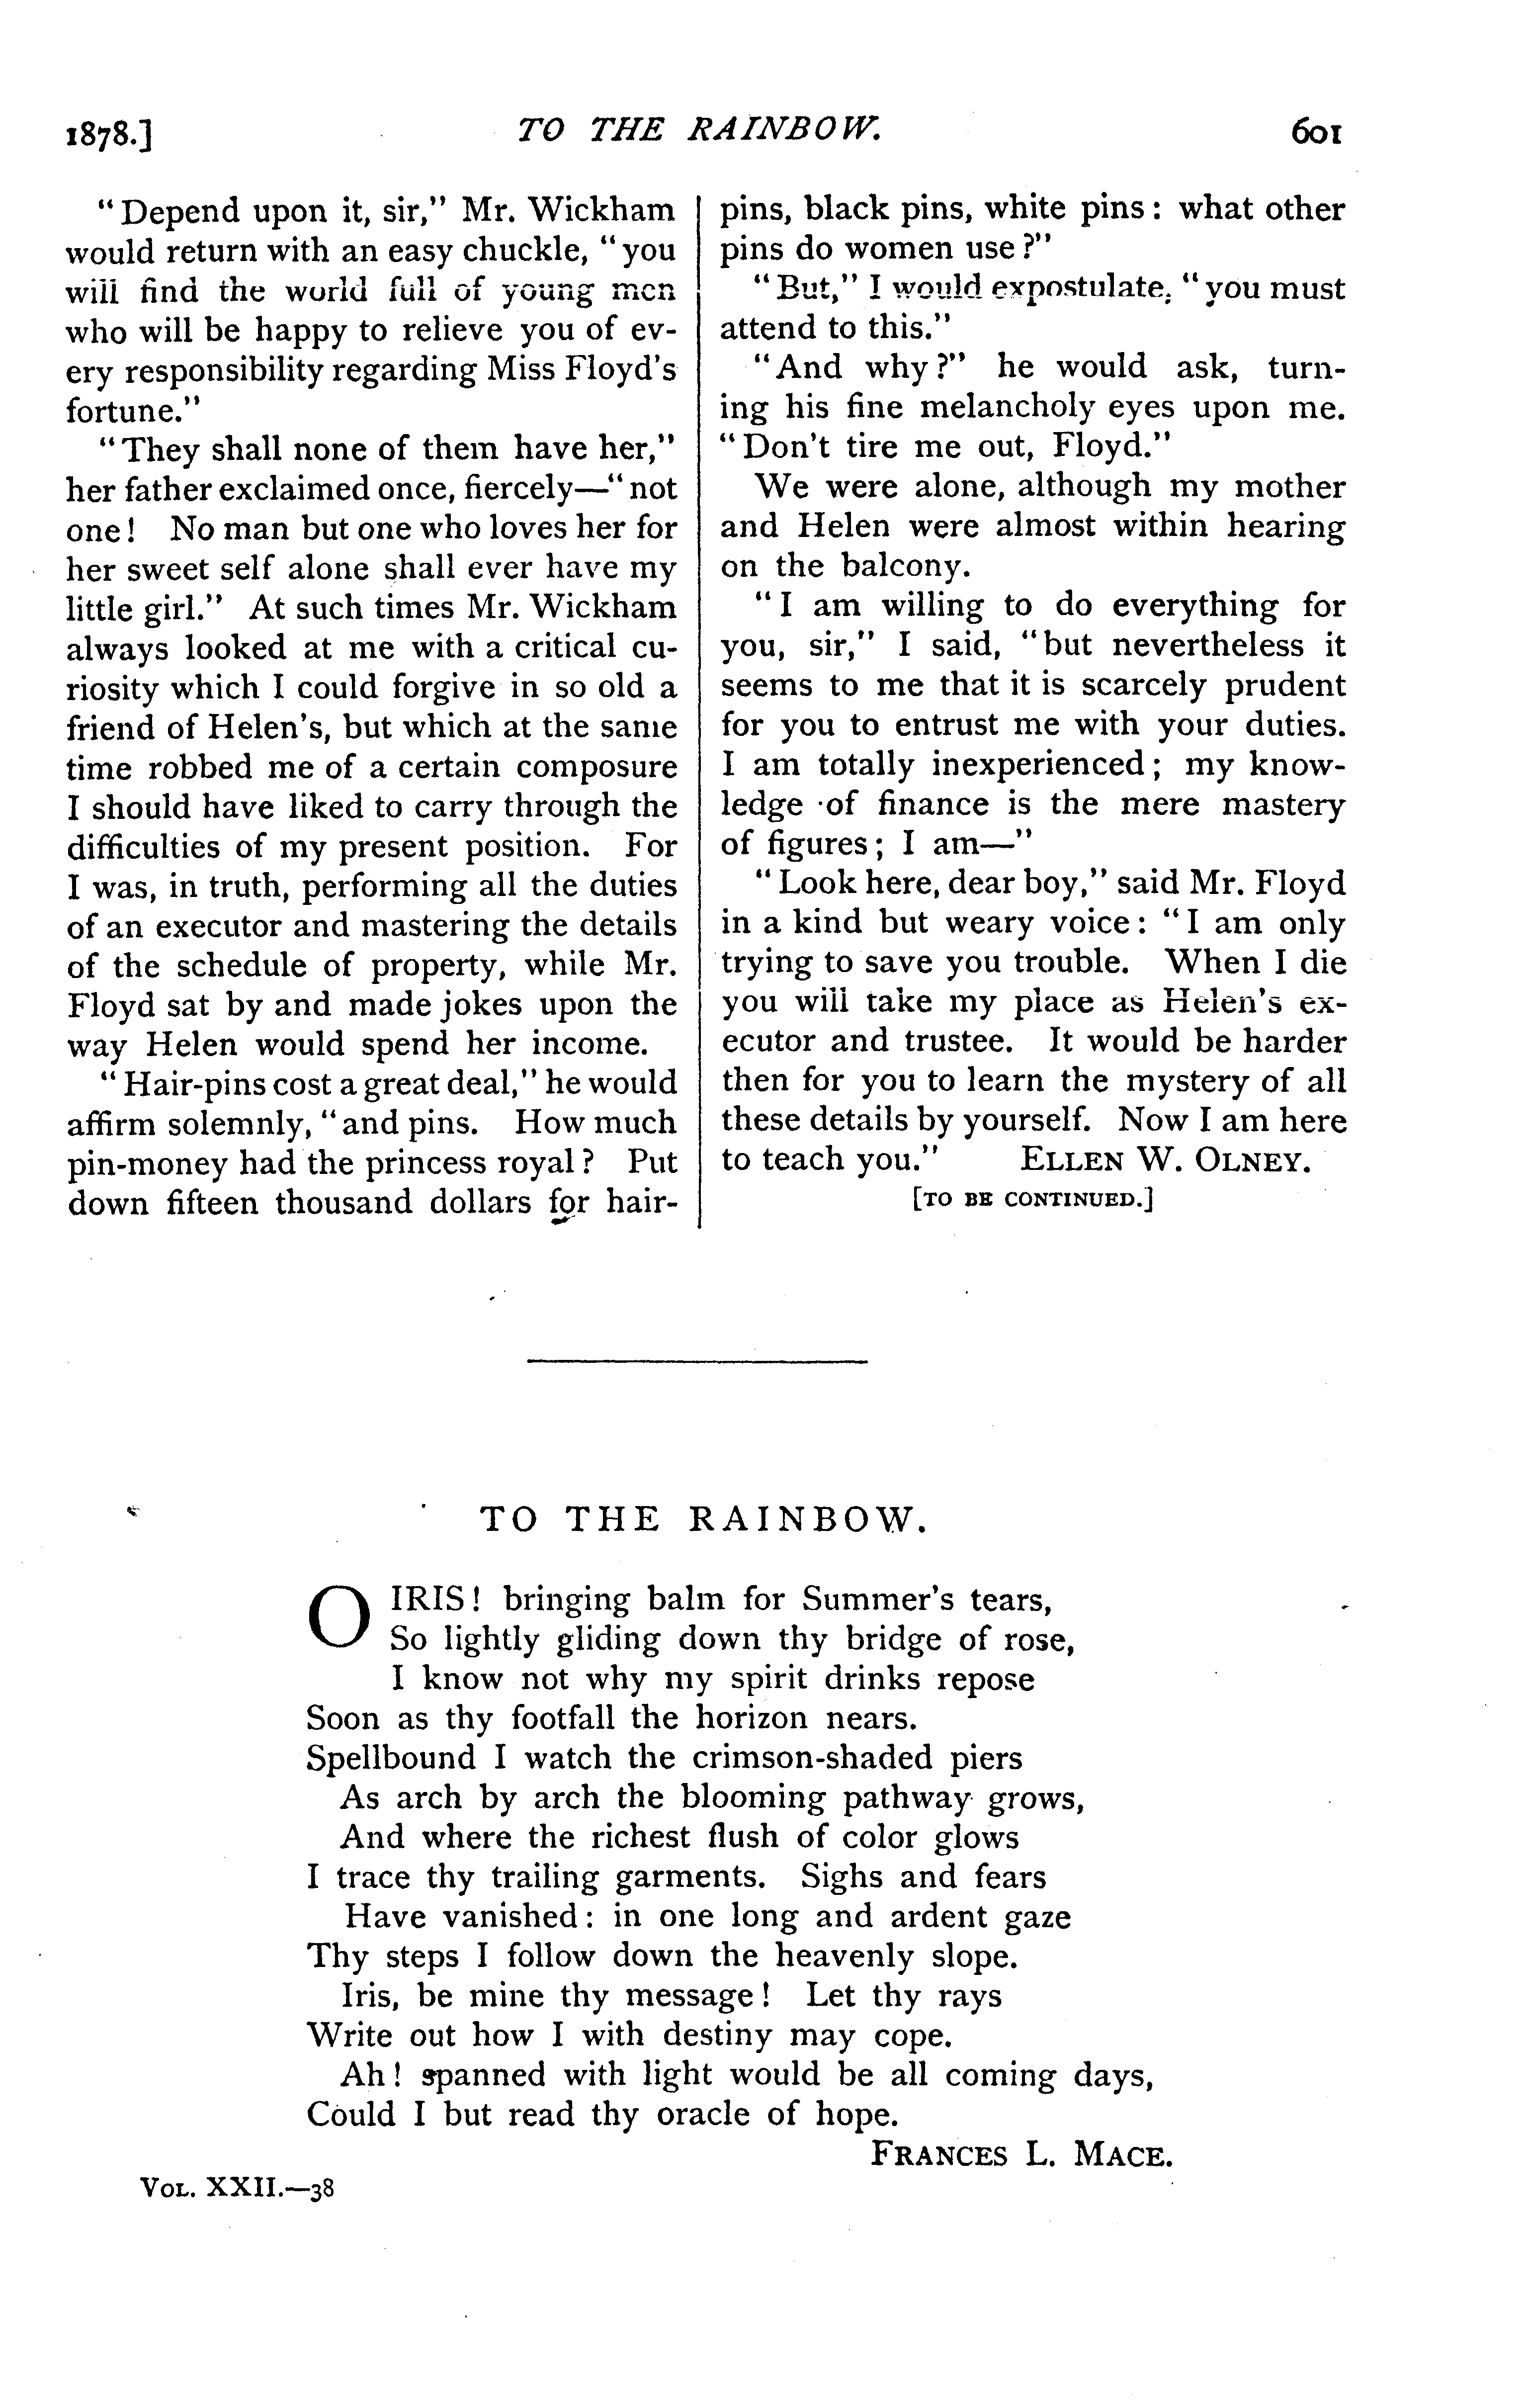 1878.] TO THE RAINBOW. 601
"Depend upon it, sir," Mr. Wickham
would return with an easy chuckle, "you
will find the world full of young men
who will be happy to relieve you of ev-
ery responsibility regarding Miss Floyd's
fortune."
"They shall none of them have her,"
her father exclaimed once, fiercely—"not
one! No man but one who loves her for
her sweet self alone shall ever have my
little girl." At such times Mr. Wickham
always looked at me with a critical cu-
riosity which I could forgive in so old a
friend of Helen's, but which at the same
time robbed me of a certain composure
I should have liked to carry through the
difficulties of my present position. For
I was, in truth, performing all the duties
of an executor and mastering the details
of the schedule of property, while Mr.
Floyd sat by and made jokes upon the
way Helen would spend her income.
"Hair-pins cost a great deal," he would
affirm solemnly, "and pins. How much
pin-money had the princess royal? Put
down fifteen thousand dollars for hair-
pins, black pins, white pins: what other
pins do women use?"
"But," I would expostulate, "you must
attend to this."
"And why?" he would ask, turn-
ing his fine melancholy eyes upon me.
"Don't tire me out, Floyd."
We were alone, although my mother
and Helen were almost within hearing
on the balcony.
"I am willing to do everything for
you, sir," I said, "but nevertheless it
seems to me that it is scarcely prudent
for you to entrust me with your duties.
I am totally inexperienced; my know-
ledge of finance is the mere mastery
of figures; I am—"
"Look here, dear boy," said Mr. Floyd
in a kind but weary voice: "I am only
trying to save you trouble. When I die
you will take my place as Helen's ex-
ecutor and trustee. It would be harder
then for you to learn the mystery of all
these details by yourself. Now I am here
to teach you." ELLEN W. OLNEY.
[TO BE CONTINUED.]
TO THE RAINBOW.
O IRIS! bringing balm for Summer's tears,
So lightly gliding down thy bridge of rose,
I know not why my spirit drinks repose
Soon as thy footfall the horizon nears.
Spellbound I watch the crimson-shaded piers
As arch by arch the blooming pathway grows,
And where the richest flush of color glows
I trace thy trailing garments. Sighs and fears
Have vanished: in one long and ardent gaze
Thy steps I follow down the heavenly slope.
Iris, be mine thy message! Let thy rays
Write out how I with destiny may cope.
Ah! spanned with light would be all coming days,
Could I but read thy oracle of hope.
FRANCES L. MACE.
VOL. XXII.—38